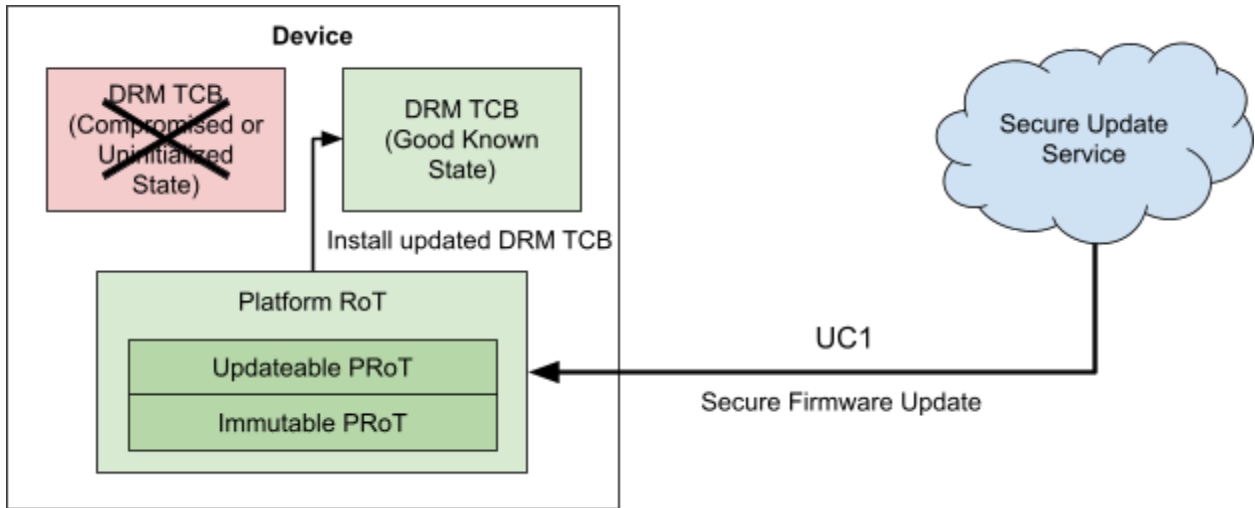 Device
DRM TCB
(Compromised or
Uninitialized
State)
DRM TCB
(Good Known
State)
Secure Update
Service
Install updated DRM TCB
Platform RoT
Updateable PRoT
Immutable PRoT
UC1
Secure Firmware Update